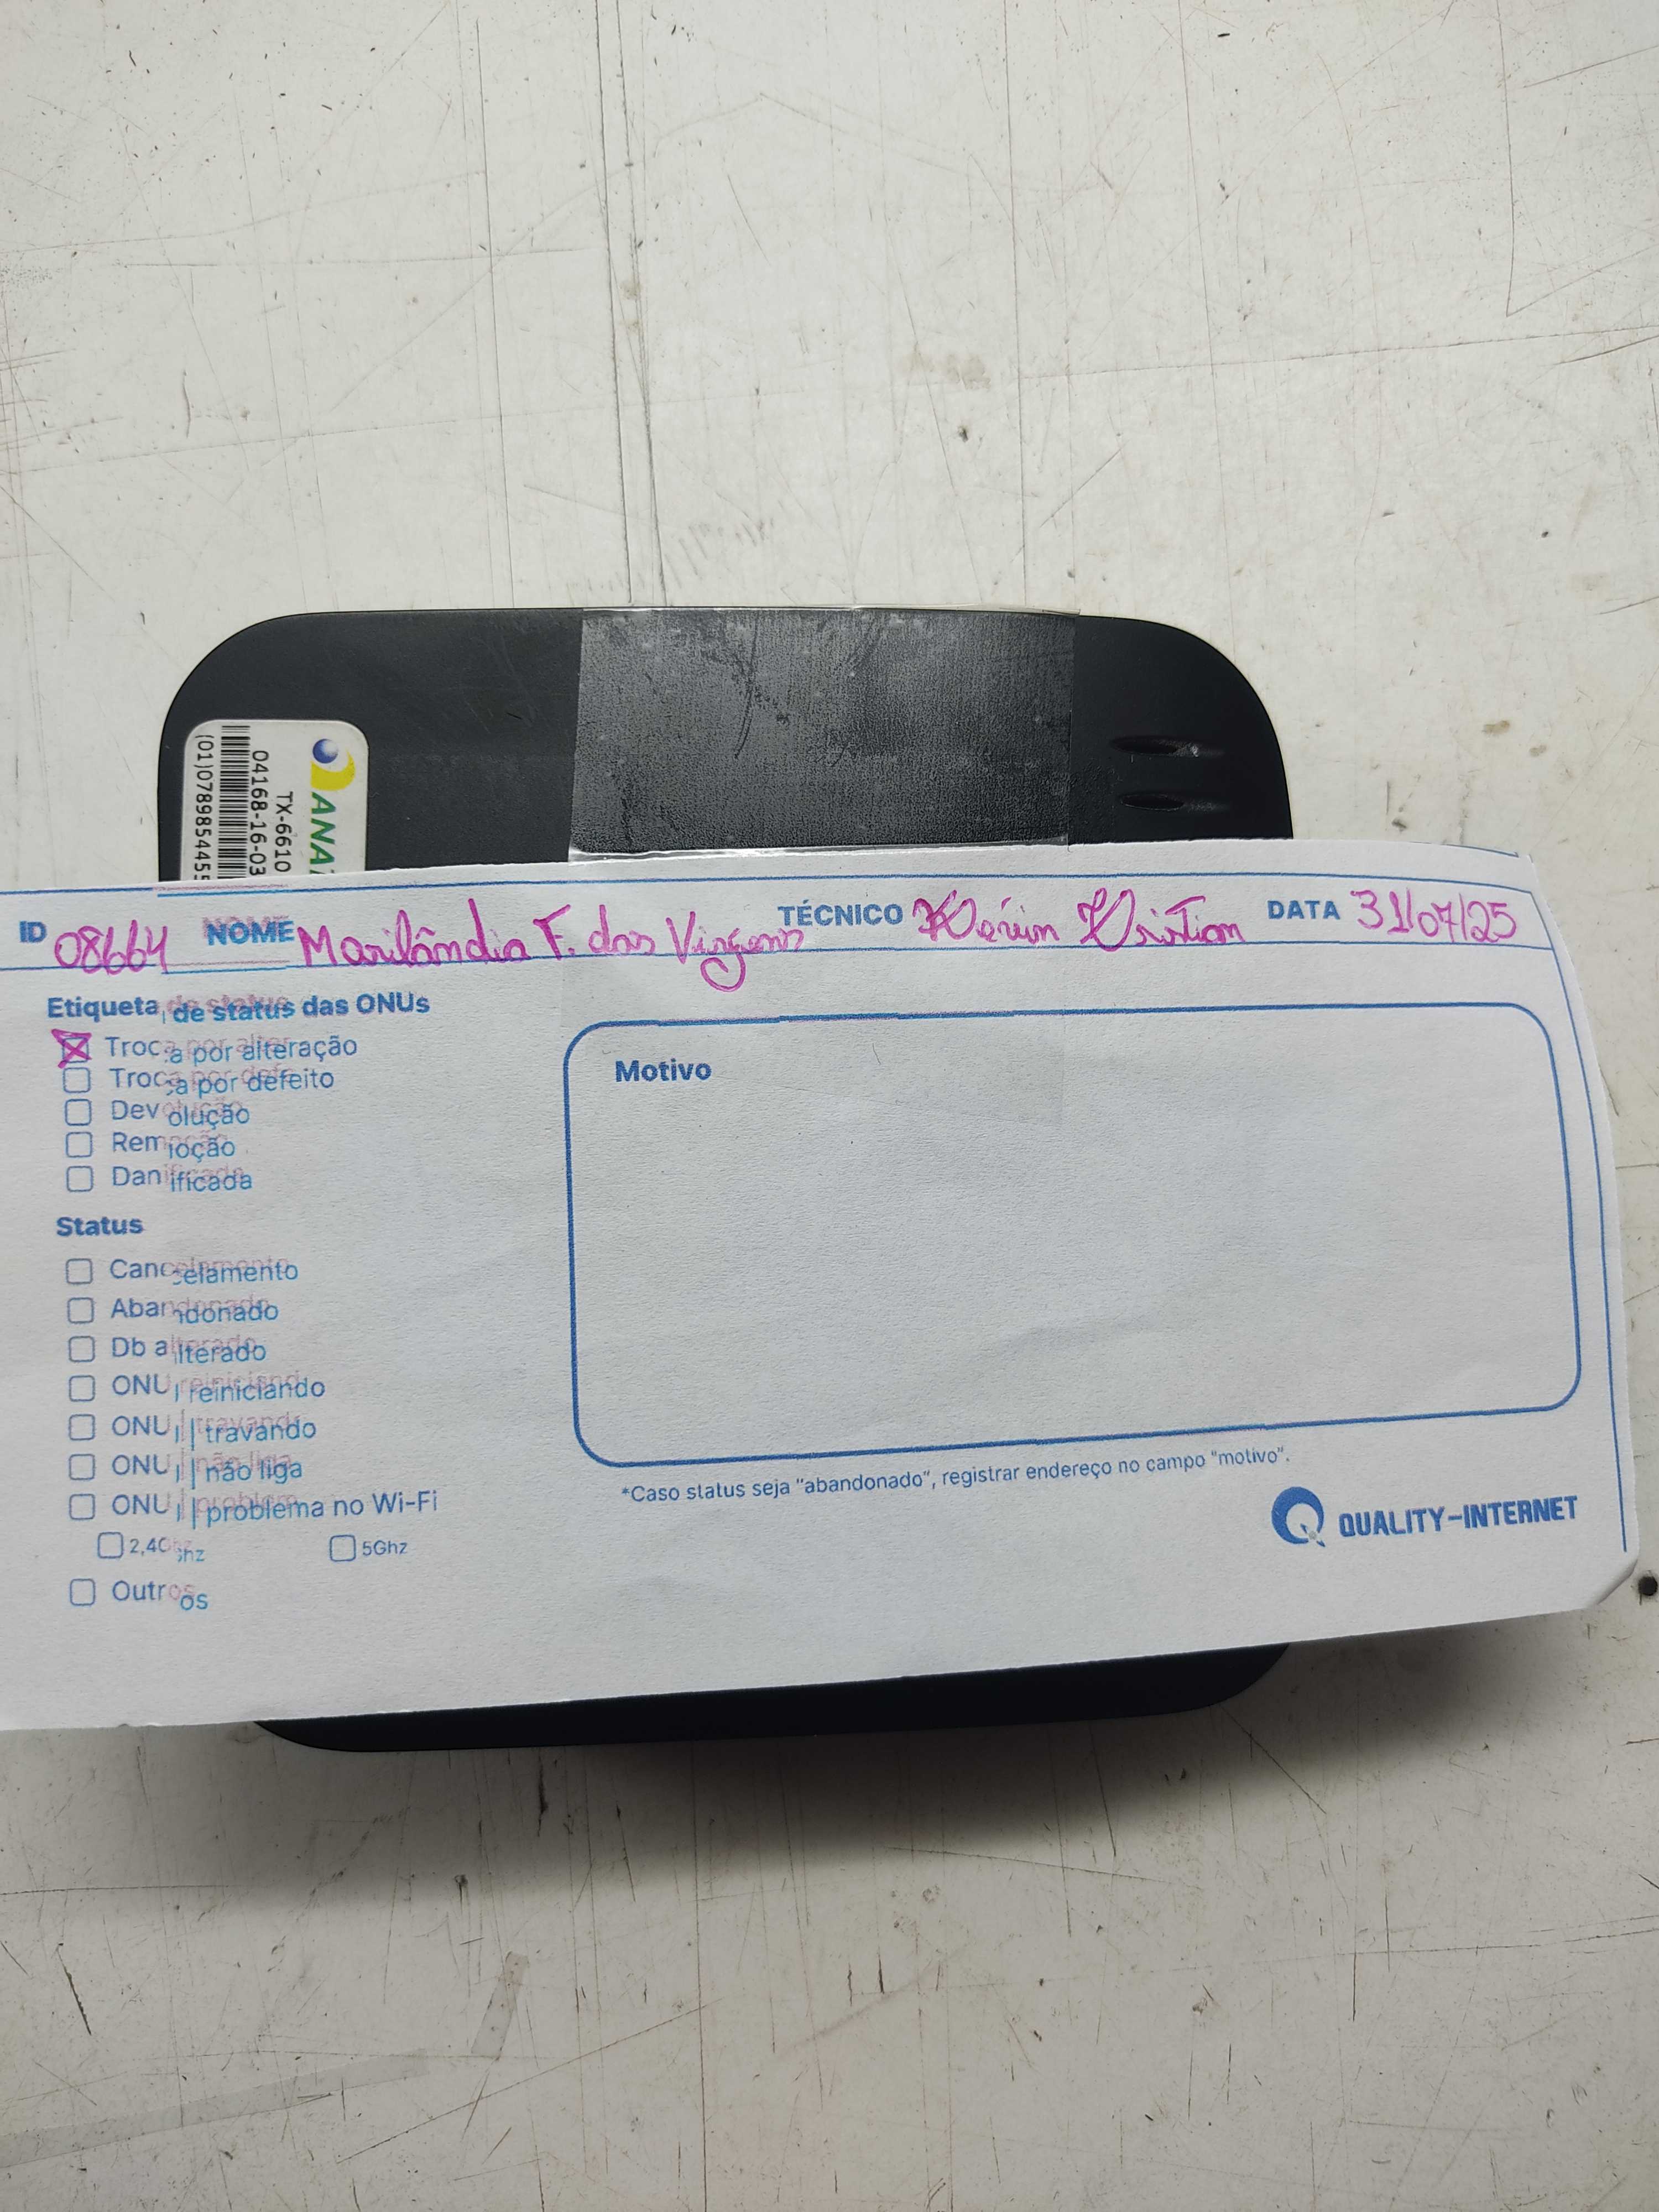 ANA
TX-6610
04168-16-03
(01)0789854455
ID 08664 NOME Marilândia F. das Virgens TÉCNICO DATA 31/07/25
Etiqueta de status das ONUs
Troca por alteração
Troca por defeito
Devolução
Remoção
Danificada
Status
Cancelamento
Abandonado
Db alterado
ONU | reiniciando
ONU | travando
ONU | não liga
ONU | problema no Wi-Fi
2,4Ghz 5Ghz
Outros
Motivo
*Caso status seja "abandonado", registrar endereço no campo "motivo".
QUALITY-INTERNET